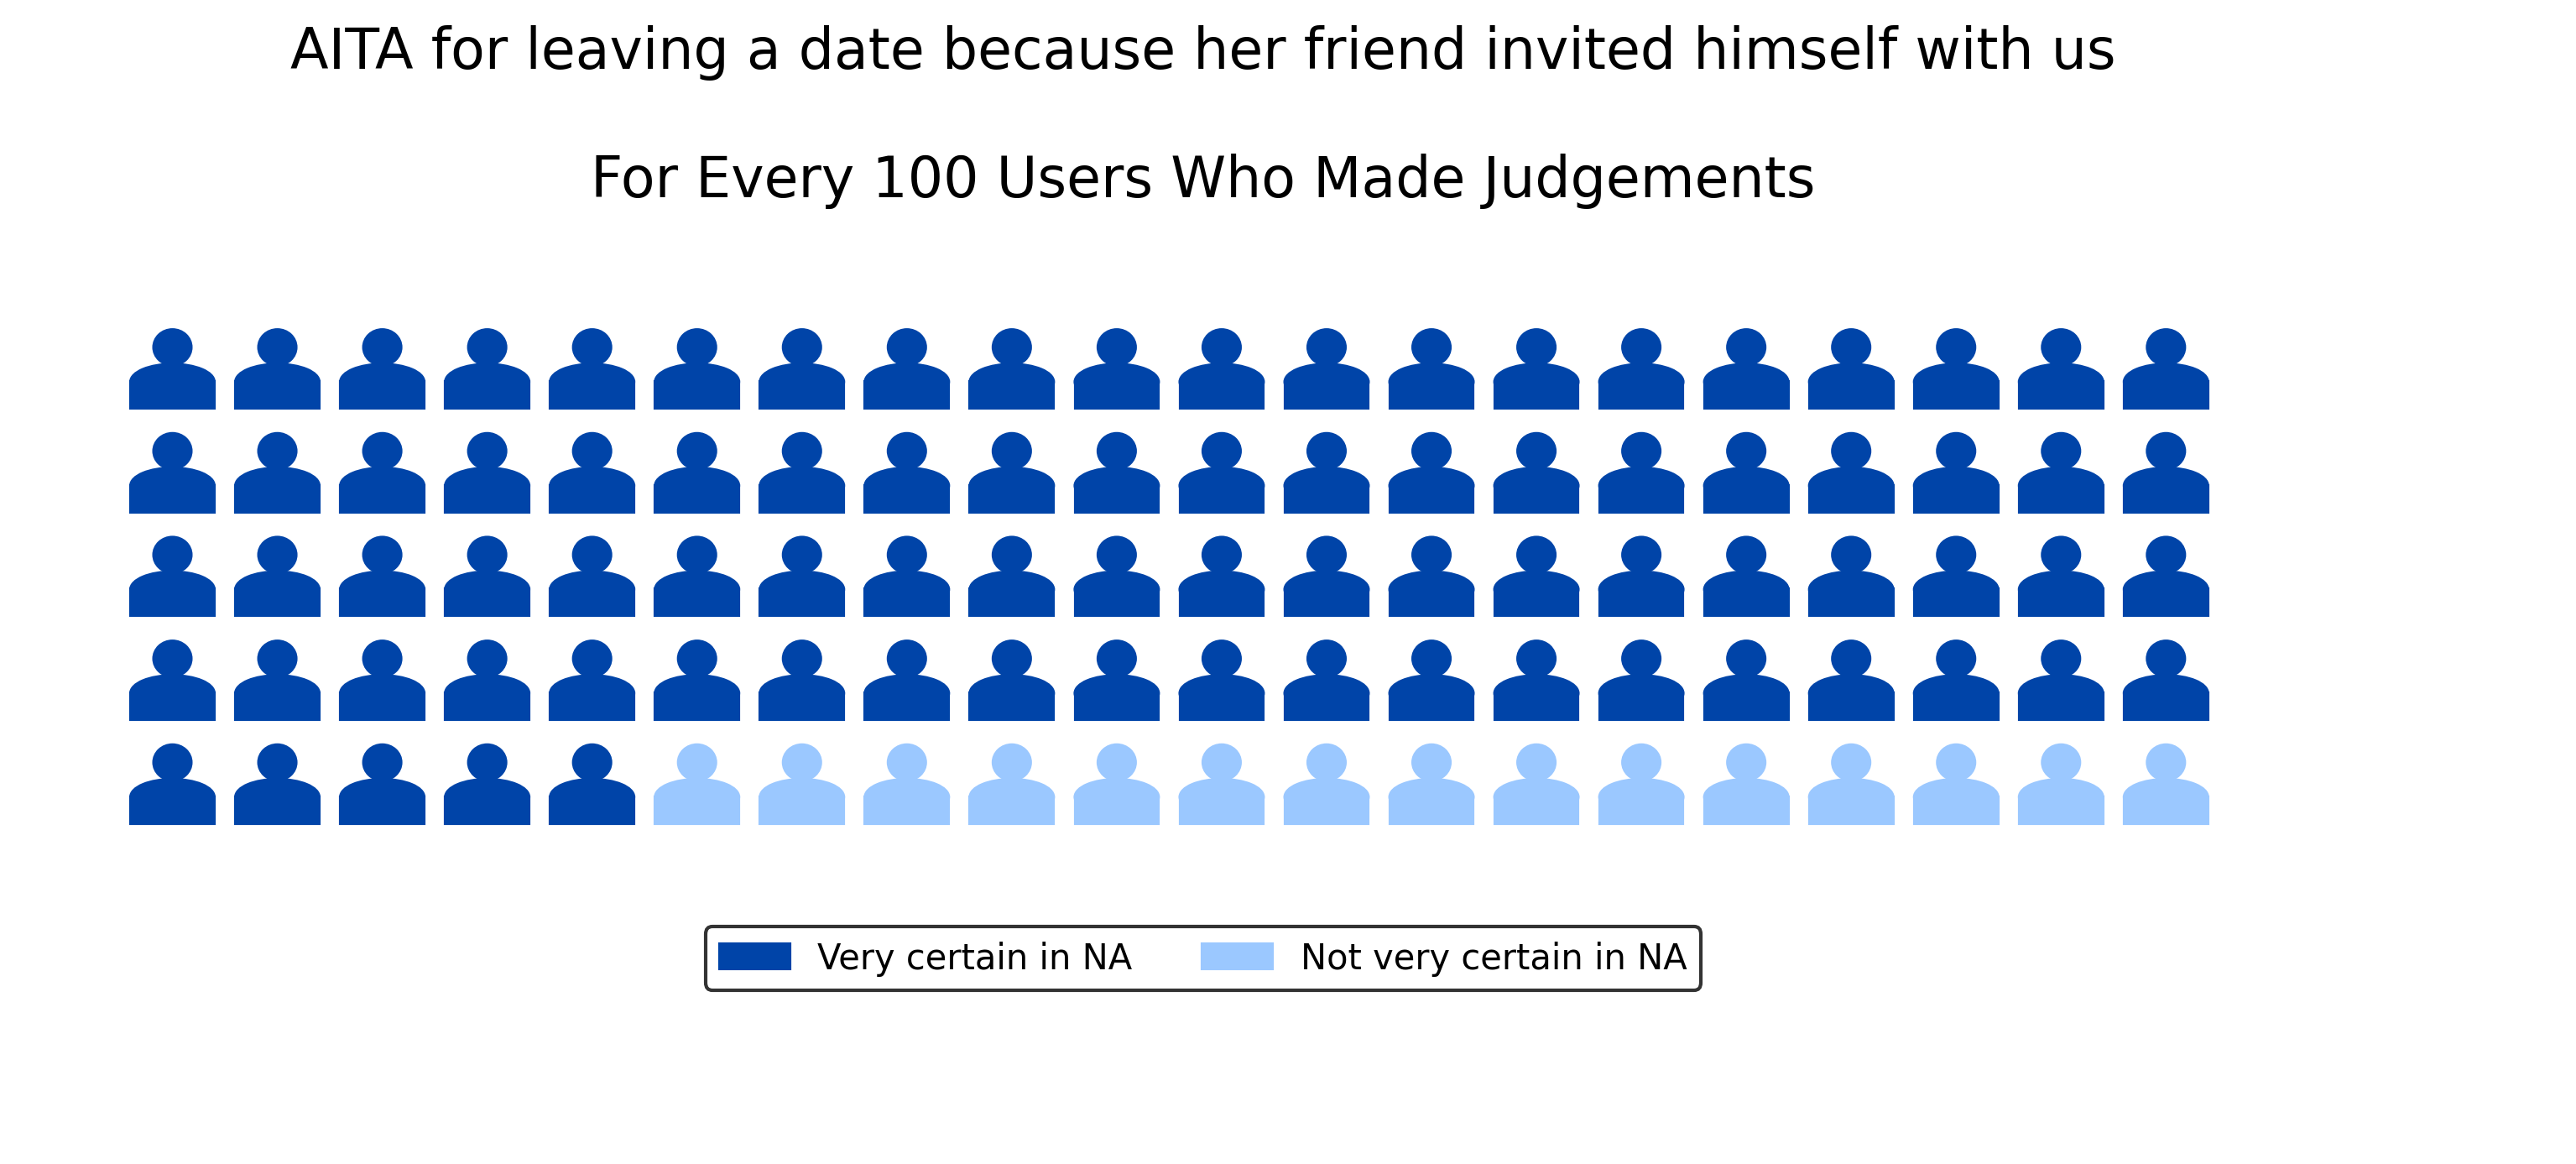 AITA for leaving a date because her friend invited himself with us
For Every 100 Users Who Made Judgements
Very certain in NA
Not very certain in NA